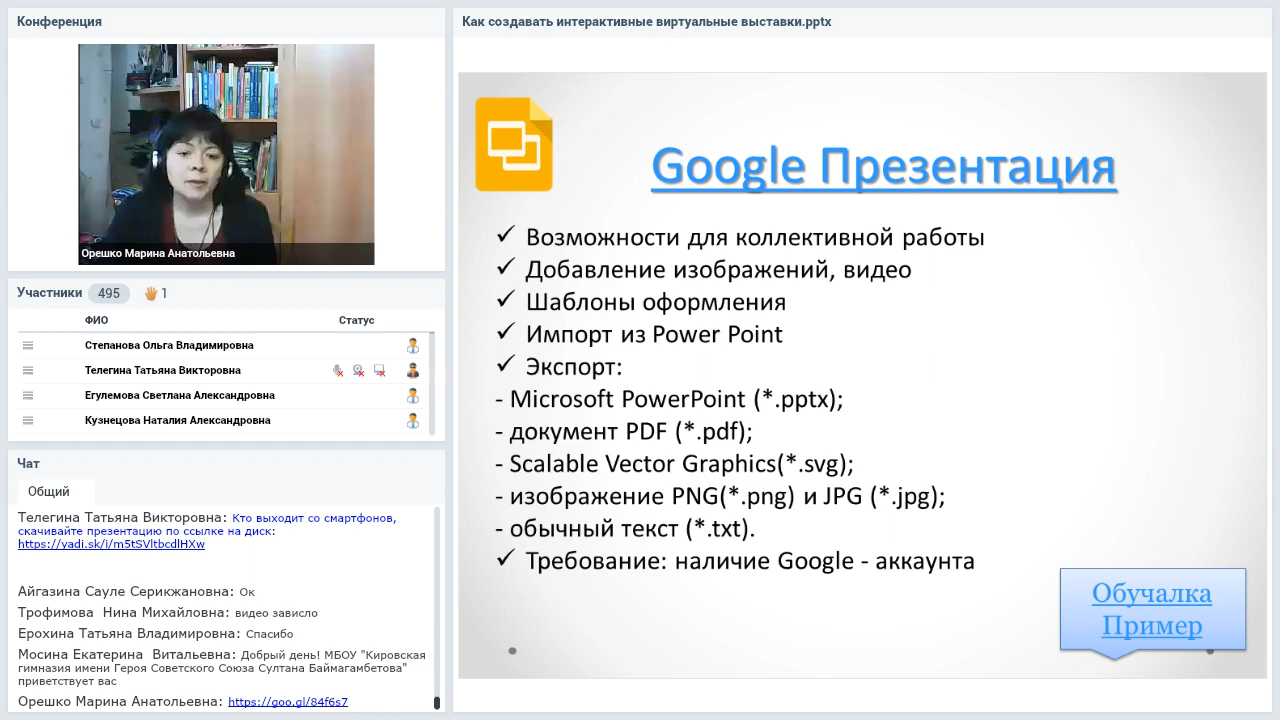 Конференция
Орешко Марина Анатольевна
Участники 495 1
ФИО Статус
Степанова Ольга Владимировна
Телегина Татьяна Викторовна
Егулемова Светлана Александровна
Кузнецова Наталия Александровна
Чат
Общий
Телегина Татьяна Викторовна: Кто выходит со смартфонов,
скачивайте презентацию по ссылке на диск:
https://yadi.sk/i/m5tSVltbcdlHXw
Айгазина Сауле Серикжановна: Ок
Трофимова Нина Михайловна: видео зависло
Ерохина Татьяна Владимировна: Спасибо
Мосина Екатерина Витальевна: Добрый день! МБОУ "Кировская
гимназия имени Героя Советского Союза Султана Баймагамбетова"
приветствует вас
Орешко Марина Анатольевна: https://goo.gl/84f6s7
Как создавать интерактивные виртуальные выставки.pptx
Google Презентация
✓ Возможности для коллективной работы
✓ Добавление изображений, видео
✓ Шаблоны оформления
✓ Импорт из Power Point
✓ Экспорт:
- Microsoft PowerPoint (*.pptx);
- документ PDF (*.pdf);
- Scalable Vector Graphics(*.svg);
- изображение PNG(*.png) и JPG (*.jpg);
- обычный текст (*.txt).
✓ Требование: наличие Google - аккаунта
Обучалка
Пример